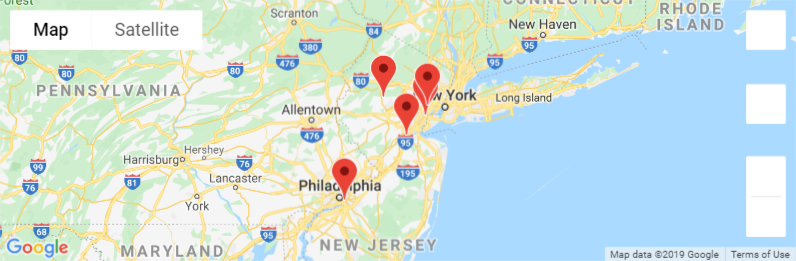 Forest
Scranton
CONNECTICUT
RHODE
ISLAND
Map
Satellite
New Haven
84
95
380
95
476
80
80
80
95
PENNSYLVANIA
Long Island
York
Allentown
476
95
Hershey
Harrisburg
76
99
76
81
195
Lancaster
Philadelphia
York
68
95
NEW JERSEY
MARYLAND
Google
Map data ©2019 Google
Terms of Use